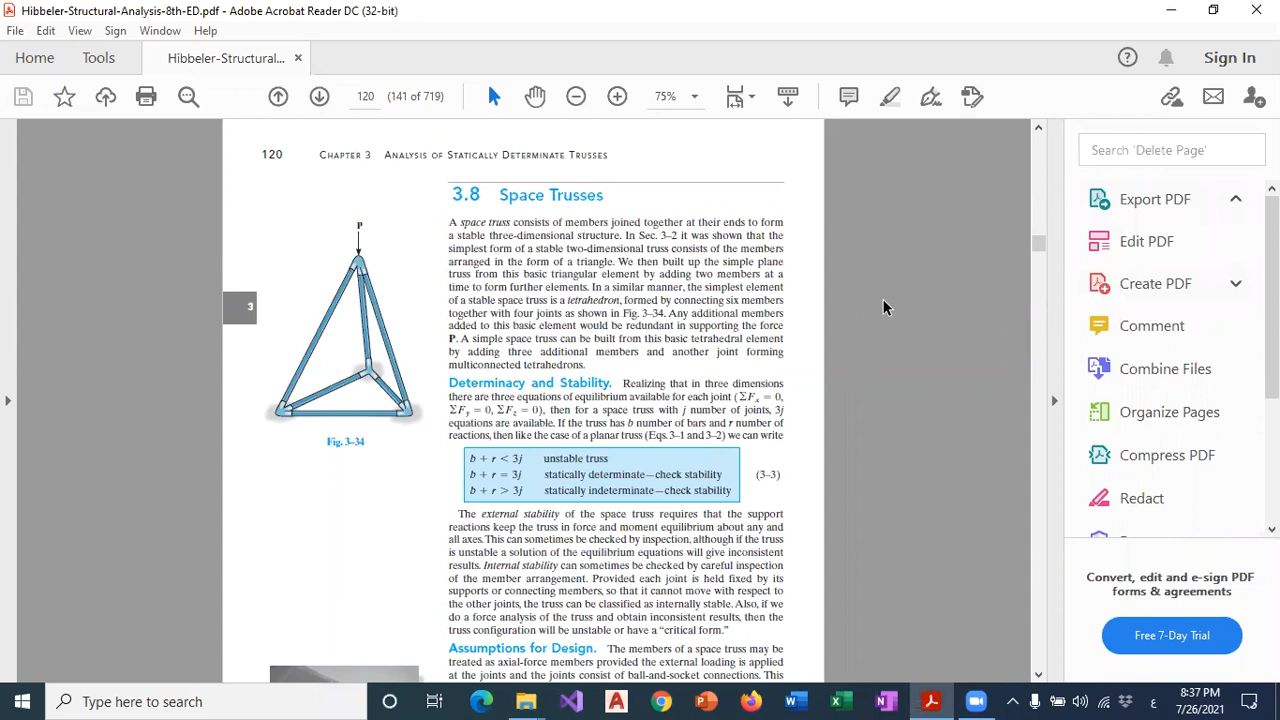 Hibbeler-Structural-Analysis-8th-ED.pdf - Adobe Acrobat Reader DC (32-bit)
File Edit View Sign Window Help
Home Tools Hibbeler-Structural... × Sign In
120 (141 of 719) 75%
120 CHAPTER 3 ANALYSIS OF STATICALLY DETERMINATE TRUSSES
3.8 Space Trusses
A space truss consists of members joined together at their ends to form
a stable three-dimensional structure. In Sec. 3–2 it was shown that the
simplest form of a stable two-dimensional truss consists of the members
arranged in the form of a triangle. We then built up the simple plane
truss from this basic triangular element by adding two members at a
time to form further elements. In a similar manner, the simplest element
of a stable space truss is a tetrahedron, formed by connecting six members
together with four joints as shown in Fig. 3–34. Any additional members
added to this basic element would be redundant in supporting the force
P. A simple space truss can be built from this basic tetrahedral element
by adding three additional members and another joint forming
multiconnected tetrahedrons.
P
3
Fig. 3–34
Determinacy and Stability. Realizing that in three dimensions
there are three equations of equilibrium available for each joint (ΣFx = 0,
ΣFy = 0, ΣFz = 0), then for a space truss with j number of joints, 3j
equations are available. If the truss has b number of bars and r number of
reactions, then like the case of a planar truss (Eqs. 3–1 and 3–2) we can write
b + r < 3j unstable truss
b + r = 3j statically determinate—check stability (3–3)
b + r > 3j statically indeterminate—check stability
The external stability of the space truss requires that the support
reactions keep the truss in force and moment equilibrium about any and
all axes. This can sometimes be checked by inspection, although if the truss
is unstable a solution of the equilibrium equations will give inconsistent
results. Internal stability can sometimes be checked by careful inspection
of the member arrangement. Provided each joint is held fixed by its
supports or connecting members, so that it cannot move with respect to
the other joints, the truss can be classified as internally stable. Also, if we
do a force analysis of the truss and obtain inconsistent results, then the
truss configuration will be unstable or have a “critical form.”
Assumptions for Design. The members of a space truss may be
treated as axial-force members provided the external loading is applied
at the joints and the joints consist of ball-and-socket connections. This
Search 'Delete Page'
Export PDF
Edit PDF
Create PDF
Comment
Combine Files
Organize Pages
Compress PDF
Redact
Convert, edit and e-sign PDF
forms & agreements
Free 7-Day Trial
Type here to search
ع
8:37 PM
7/26/2021